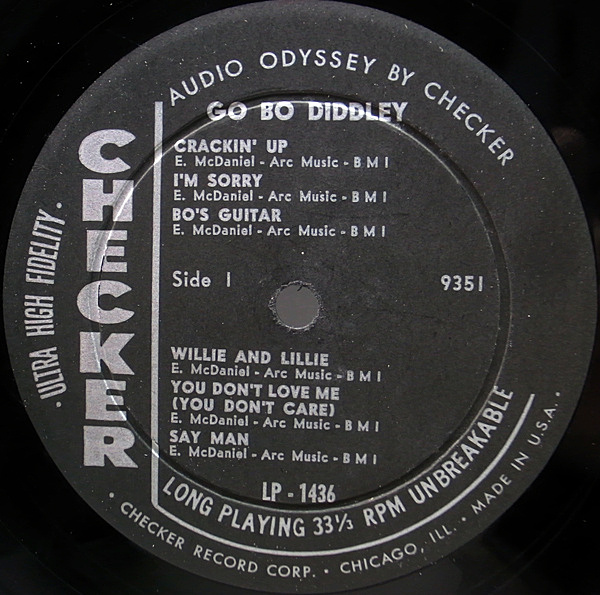 AUDIO ODYSSEY BY CHECKER
GO BO DIDDLEY
CHECKER
· ULTRA HIGH FIDELITY ·
CRACKIN' UP
E. McDaniel - Arc Music - B M I
I'M SORRY
E. McDaniel - Arc Music - B M I
BO'S GUITAR
E. McDaniel - Arc Music - B M I
Side 1
9351
WILLIE AND LILLIE
E. McDaniel - Arc Music - B M I
YOU DON'T LOVE ME
(YOU DON'T CARE)
E. McDaniel - Arc Music - B M I
SAY MAN
E. McDaniel - Arc Music - B M I
LP - 1436
LONG PLAYING 33⅓ RPM UNBREAKABLE
· CHECKER RECORD CORP. · CHICAGO, ILL. · MADE IN U.S.A. ·